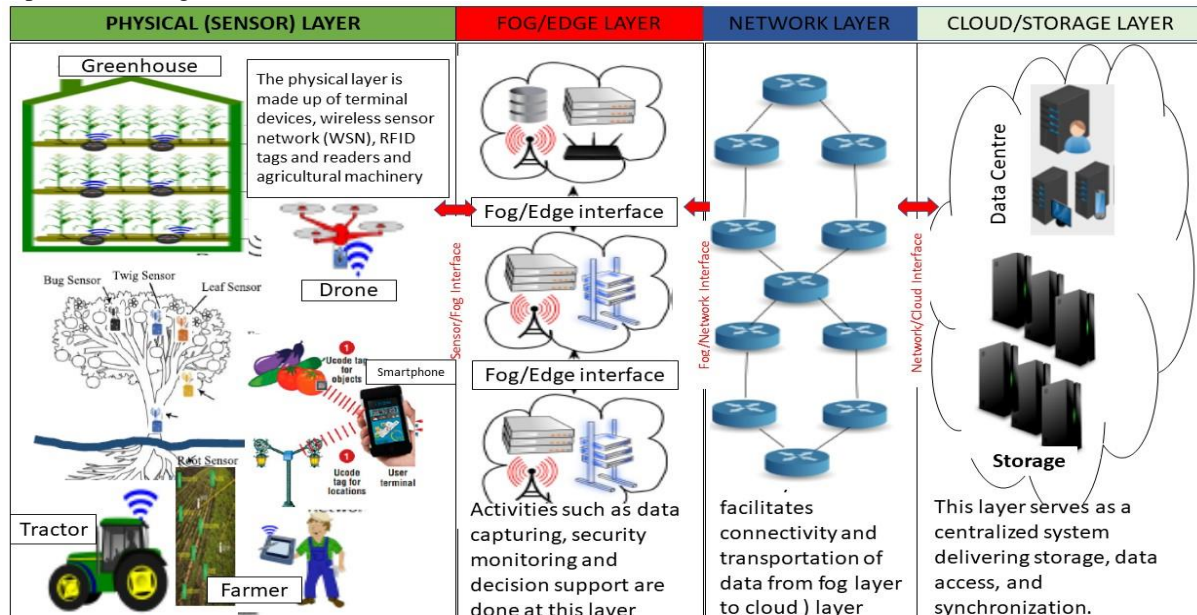 PHYSICAL (SENSOR) LAYER
FOG/EDGE LAYER
NETWORK LAYER
CLOUD/STORAGE LAYER
Greenhouse
The physical layer is
made up of terminal
devices, wireless sensor
network (WSN), RFID
tags and readers and
agricultural machinery
Drone
Bug Sensor
Twig Sensor
Leaf Sensor
Root Sensor
1
Ucode tag
for
objects
Smartphone
1
Ucode
tag for
locations
User
terminal
Tractor
Farmer
Sensor/Fog Interface
Fog/Edge interface
Fog/Edge interface
Activities such as data
capturing, security
monitoring and
decision support are
done at this layer
Fog/Network Interface
facilitates
connectivity and
transportation of
data from fog layer
to cloud ) layer
Network/Cloud Interface
Data Centre
Storage
This layer serves as a
centralized system
delivering storage, data
access, and
synchronization.